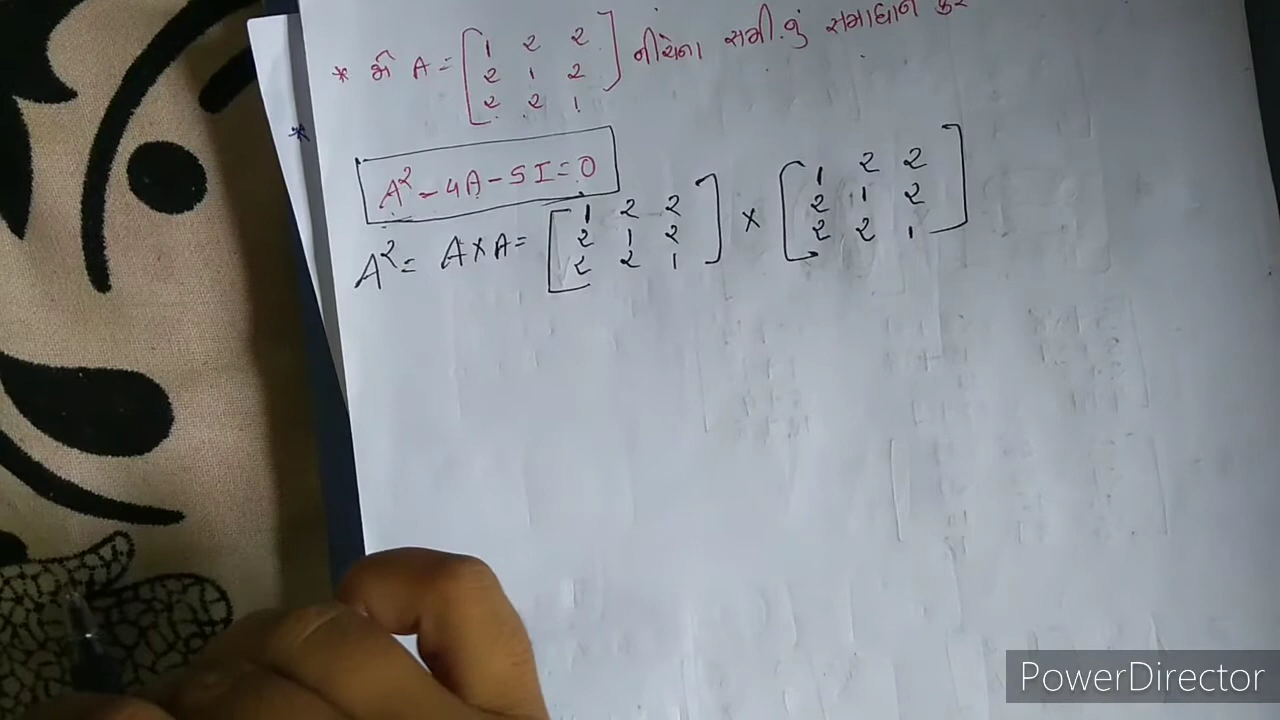 * જો A = [ 1 2 2 ] નીચેના સમી.નું સમાધાન કરે
2 1 2
2 2 1
*
A² - 4A - 5I = 0
A² = A × A = [ 1 2 2 ] × [ 1 2 2 ]
2 1 2 2 1 2
2 2 1 2 2 1
PowerDirector